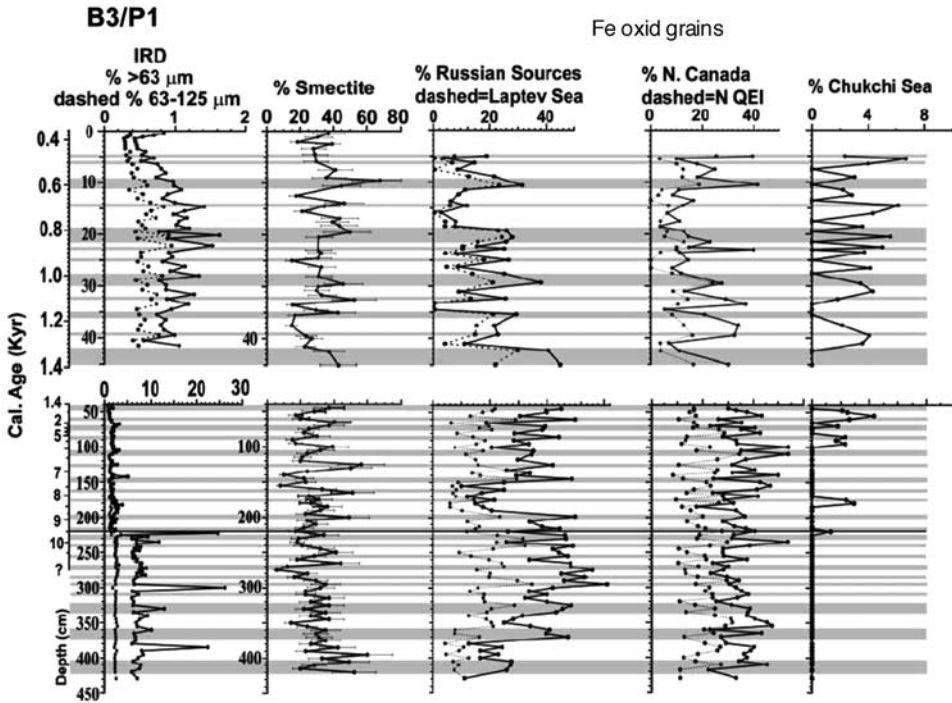 B3/P1
Fe oxid grains
IRD
% >63 μm
dashed % 63-125 μm
% Smectite
% Russian Sources
dashed=Laptev Sea
% N. Canada
dashed=N QEI
% Chukchi Sea
0 1 2
0 20 40 60 80
0 20 40
0 20 40
0 4 8
0.4 0
0.6 10
0.8 20
1.0 30
1.2 40 40
1.4
Cal. Age (Kyr)
0 10 20 30
1.4 50
2
5 100 100
7
150 150
8
9 200 200
10
250
?
300 300
350
400 400
450
Depth (cm)